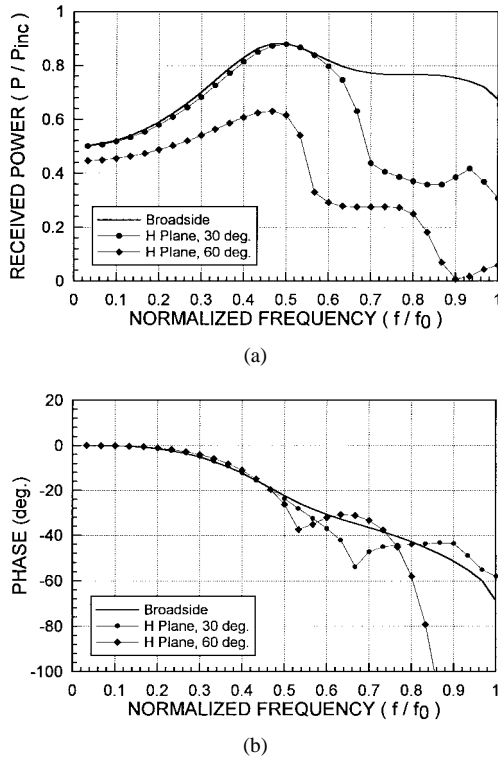 (a)
RECEIVED POWER ( P / Pinc )
1
0.8
0.6
0.4
0.2
0
Broadside
H Plane, 30 deg.
H Plane, 60 deg.
0 0.1 0.2 0.3 0.4 0.5 0.6 0.7 0.8 0.9 1
NORMALIZED FREQUENCY ( f / f0 )
(a)
(b)
PHASE (deg.)
20
0
-20
-40
-60
-80
-100
Broadside
H Plane, 30 deg.
H Plane, 60 deg.
0 0.1 0.2 0.3 0.4 0.5 0.6 0.7 0.8 0.9 1
NORMALIZED FREQUENCY ( f / f0 )
(b)